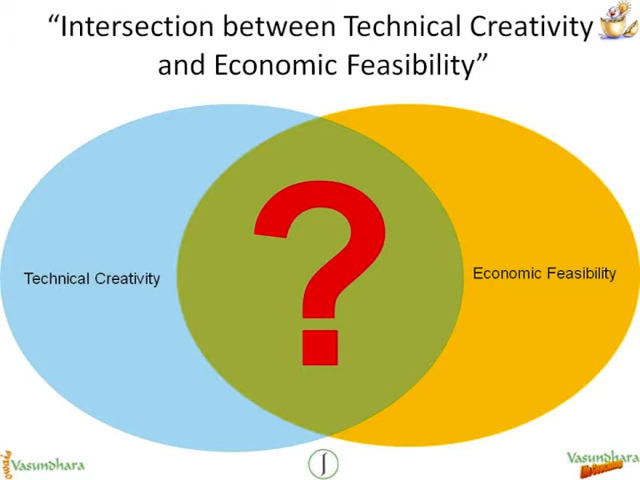 “Intersection between Technical Creativity
and Economic Feasibility”
?
Technical Creativity
Economic Feasibility
Vasundhara
Vasundhara